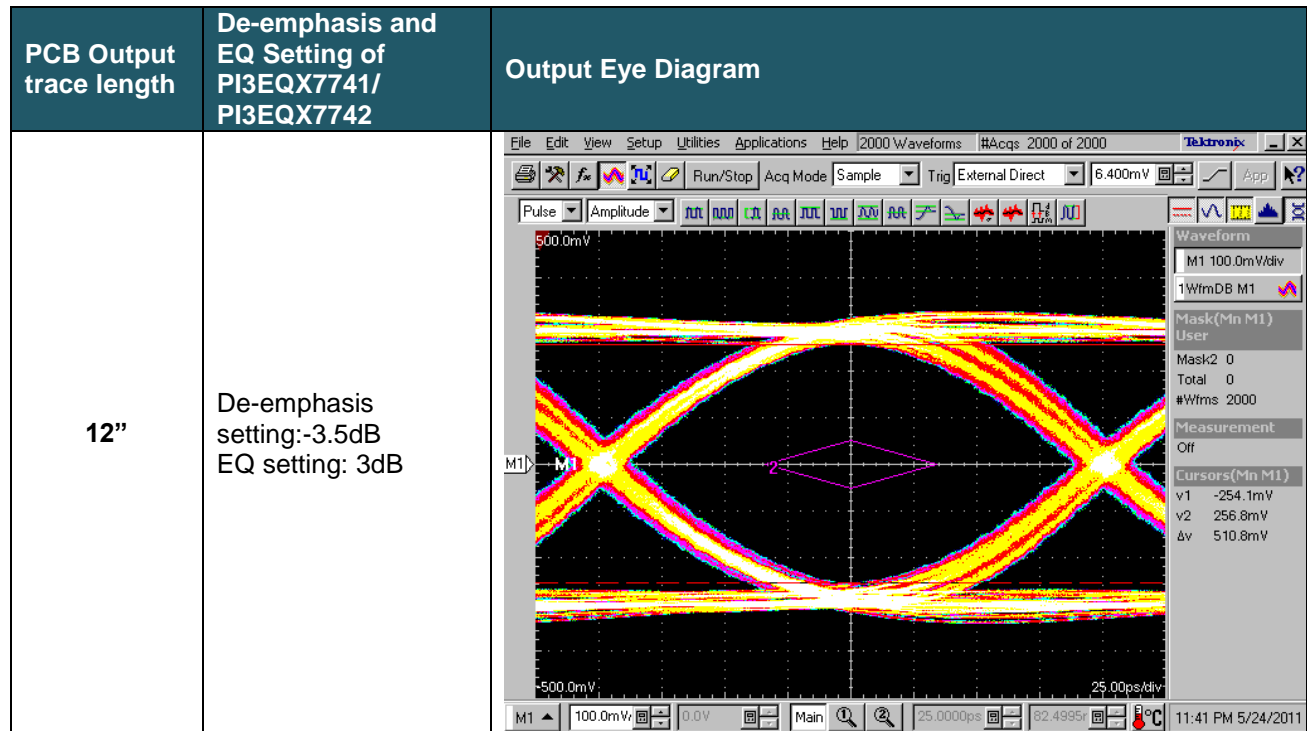 PCB Output
trace length
De-emphasis and
EQ Setting of
PI3EQX7741/
PI3EQX7742
Output Eye Diagram
12”
De-emphasis
setting:-3.5dB
EQ setting: 3dB
File Edit View Setup Utilities Applications Help 2000 Waveforms #Acqs 2000 of 2000 Tektronix
Run/Stop Acq Mode Sample Trig External Direct 6.400mV App
Pulse Amplitude
500.0mV
M1
M1
2
-500.0mV
25.00ps/div
Waveform
M1 100.0mV/div
1WfmDB M1
Mask(Mn M1)
User
Mask2 0
Total 0
#Wfms 2000
Measurement
Off
Cursors(Mn M1)
v1 -254.1mV
v2 256.8mV
Δv 510.8mV
M1 100.0mV/ 0.0V Main 1 2 25.0000ps 82.4995r °C 11:41 PM 5/24/2011